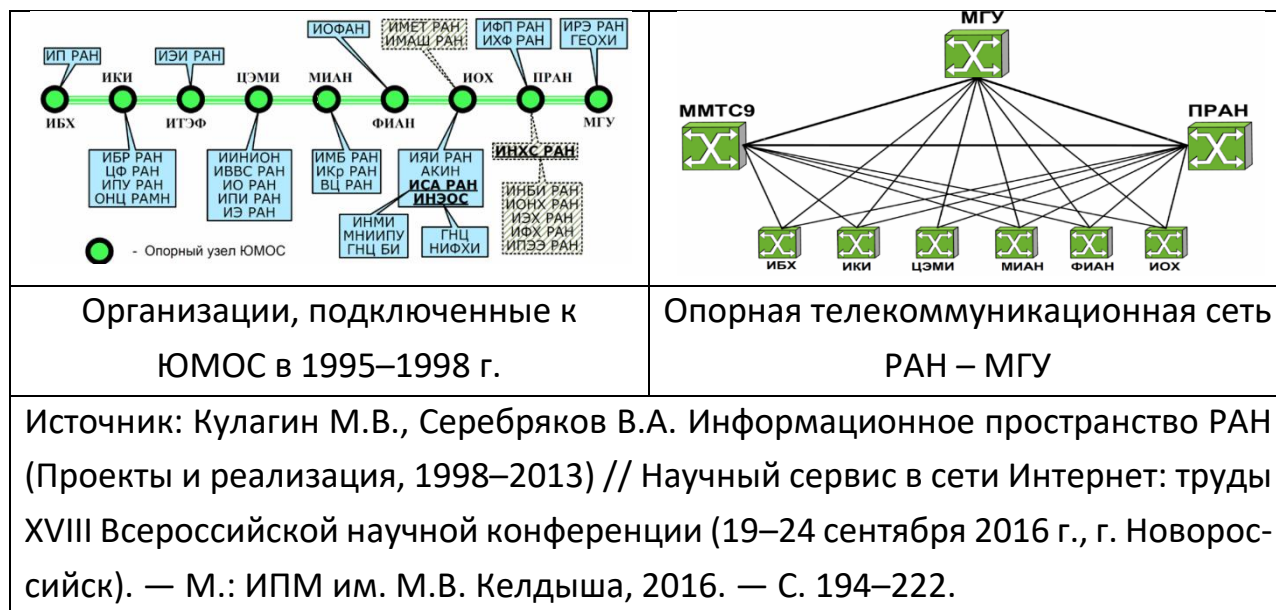 ИОФАН
ИМЕТ РАН
ИМАШ РАН
ИФП РАН
ИХФ РАН
ИРЭ РАН
ГЕОХИ
ИП РАН
ИЭИ РАН
ИКИ
ЦЭМИ
МИАН
ИОХ
ПРАН
ИБХ
ИТЭФ
ФИАН
МГУ
ИБР РАН
ЦФ РАН
ИПУ РАН
ОНЦ РАМН
ИИНИОН
ИВВС РАН
ИО РАН
ИПИ РАН
ИЭ РАН
ИМБ РАН
ИКр РАН
ВЦ РАН
ИЯИ РАН
АКИН
ИСА РАН
ИНЭОС
ИНХС РАН
ИНБИ РАН
ИОНХ РАН
ИЭХ РАН
ИФХ РАН
ИПЭЭ РАН
ИНМИ
МНИИПУ
ГНЦ БИ
ГНЦ
НИФХИ
- Опорный узел ЮМОС
МГУ
ММТС9
ПРАН
ИБХ
ИКИ
ЦЭМИ
МИАН
ФИАН
ИОХ
Организации, подключенные к
ЮМОС в 1995–1998 г.
Опорная телекоммуникационная сеть
РАН – МГУ
Источник: Кулагин М.В., Серебряков В.А. Информационное пространство РАН
(Проекты и реализация, 1998–2013) // Научный сервис в сети Интернет: труды
XVIII Всероссийской научной конференции (19–24 сентября 2016 г., г. Новорос-
сийск). — М.: ИПМ им. М.В. Келдыша, 2016. — С. 194–222.